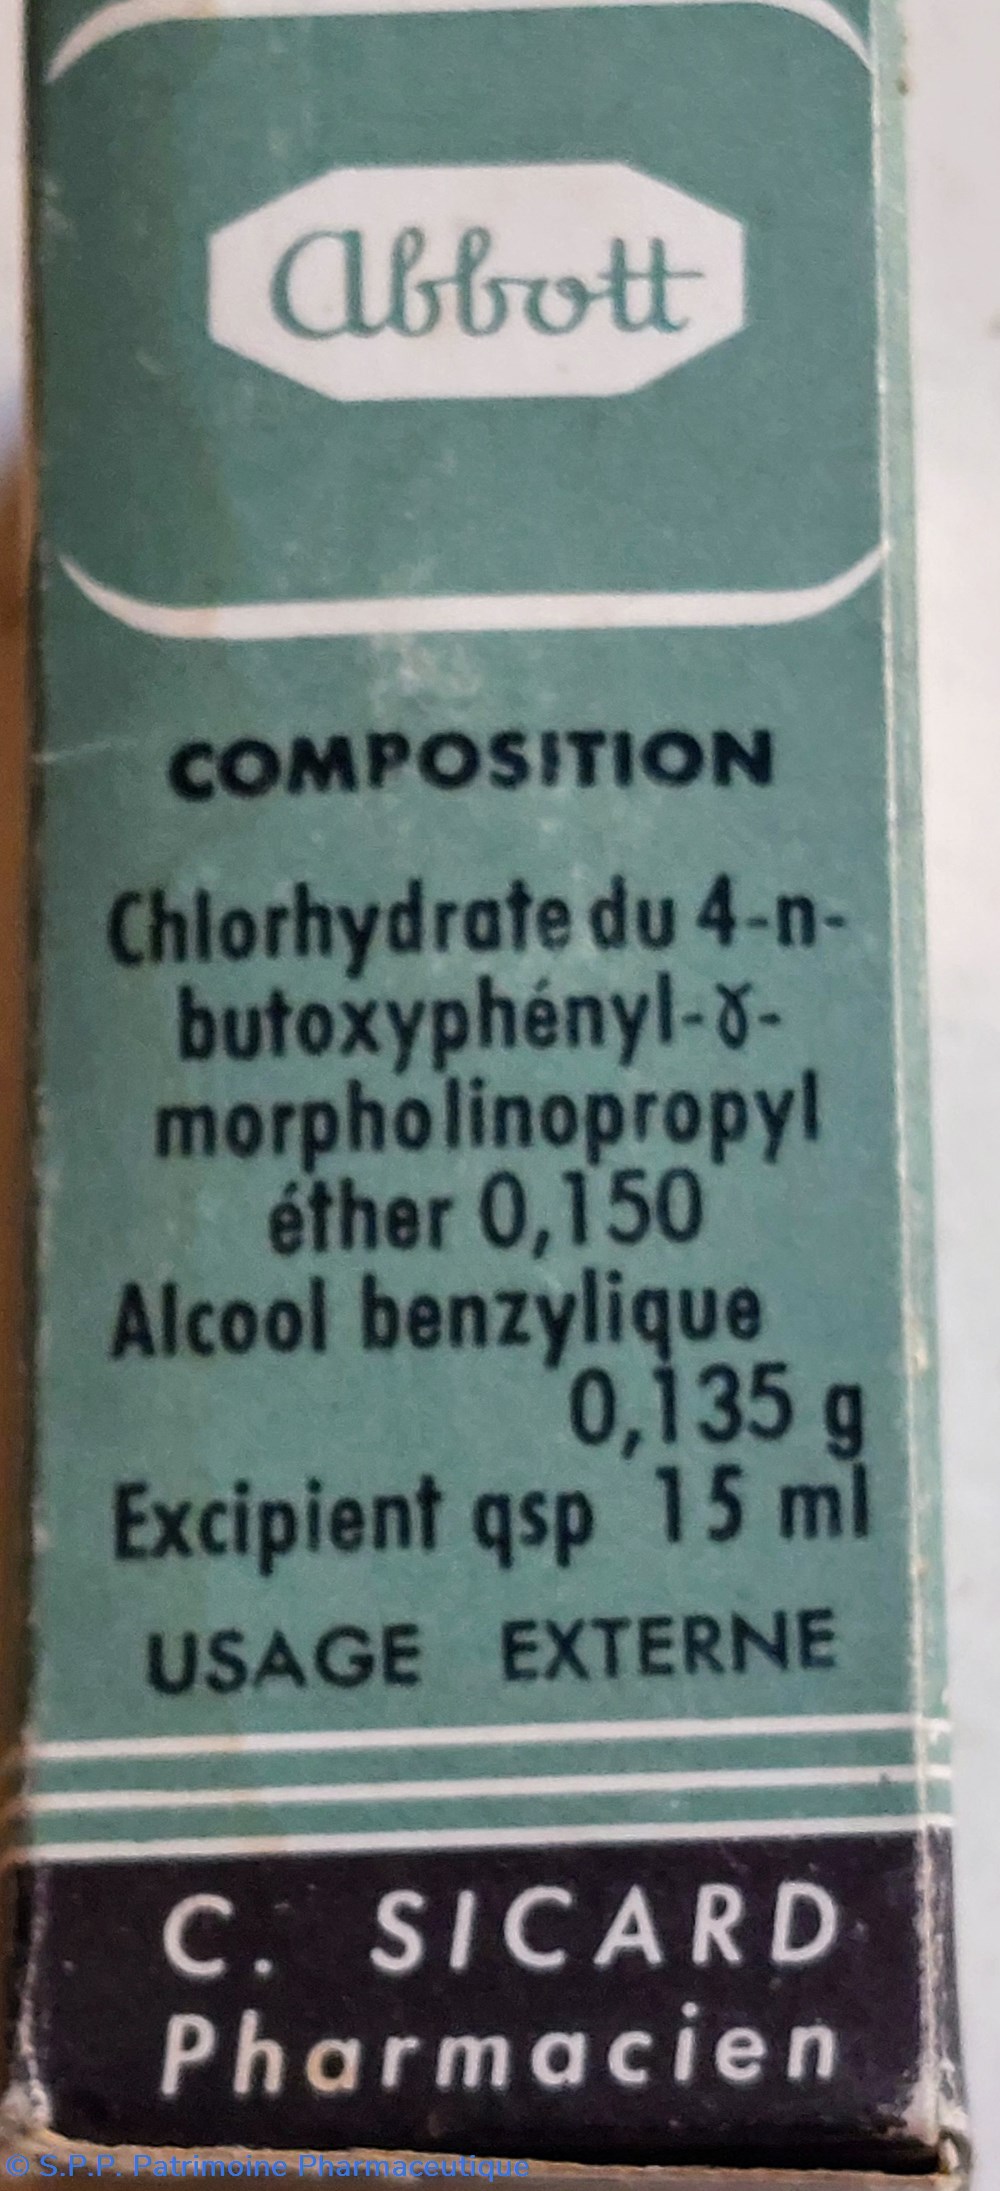 abbott
COMPOSITION
Chlorhydrate du 4-n-
butoxyphényl-ɣ-
morpholinopropyl
éther 0,150
Alcool benzylique
0,135 g
Excipient qsp 15 ml
USAGE EXTERNE
C. SICARD
Pharmacien
© S.P.P. Patrimoine Pharmaceutique